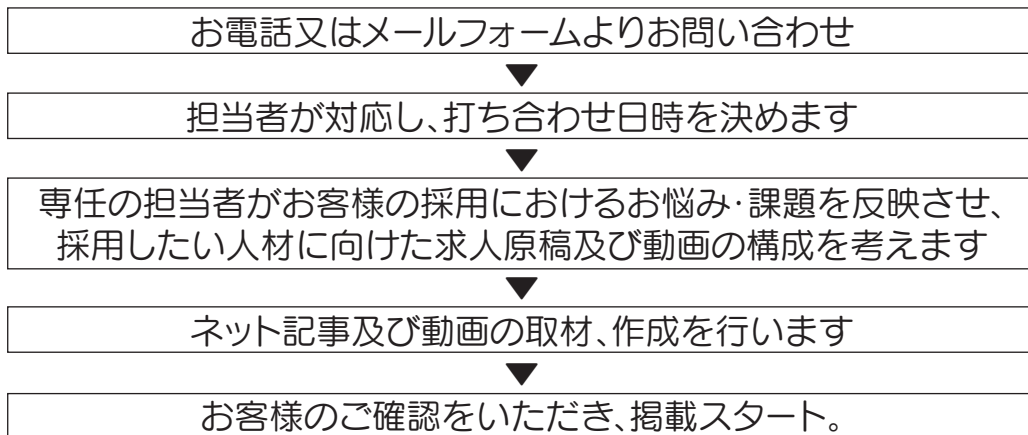 お電話又はメールフォームよりお問い合わせ
担当者が対応し、打ち合わせ日時を決めます
専任の担当者がお客様の採用におけるお悩み・課題を反映させ、
採用したい人材に向けた求人原稿及び動画の構成を考えます
ネット記事及び動画の取材、作成を行います
お客様のご確認をいただき、掲載スタート。